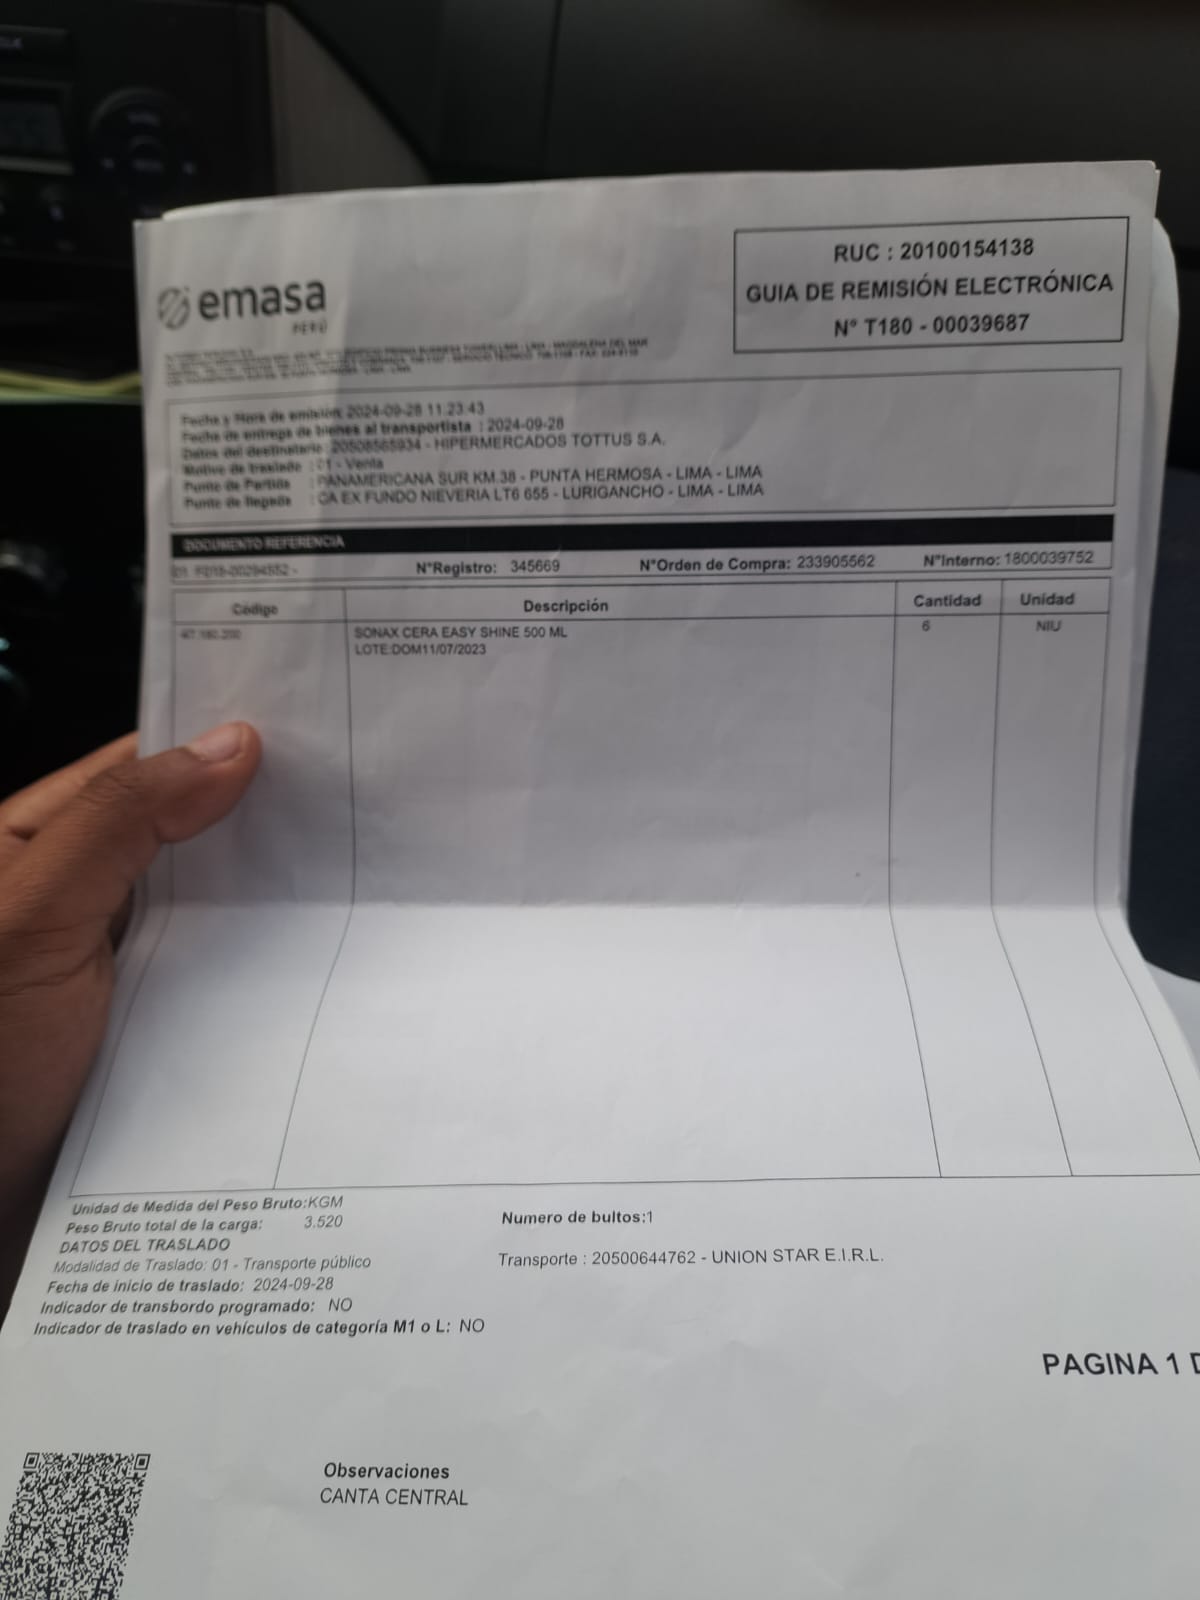 RUC : 20100154138
GUIA DE REMISIÓN ELECTRÓNICA
N° T180 - 00039687
emasa
PERÚ
Fecha y Hora de emisión: 2024-09-28 11:23:43
Fecha de entrega de bienes al transportista : 2024-09-28
Datos del destinatario: 20508565934 - HIPERMERCADOS TOTTUS S.A.
Motivo de traslado : 01 - Venta
Punto de Partida : PANAMERICANA SUR KM.38 - PUNTA HERMOSA - LIMA - LIMA
Punto de llegada : CA EX FUNDO NIEVERIA LT6 655 - LURIGANCHO - LIMA - LIMA
DOCUMENTO REFERENCIA
N°Registro: 345669 N°Orden de Compra: 233905562 N°Interno: 1800039752
Código Descripción Cantidad Unidad
SONAX CERA EASY SHINE 500 ML 6 NIU
LOTE:DOM11/07/2023
Unidad de Medida del Peso Bruto:KGM
Peso Bruto total de la carga: 3.520 Numero de bultos:1
DATOS DEL TRASLADO
Modalidad de Traslado: 01 - Transporte público Transporte : 20500644762 - UNION STAR E.I.R.L.
Fecha de inicio de traslado: 2024-09-28
Indicador de transbordo programado: NO
Indicador de traslado en vehículos de categoría M1 o L: NO
PAGINA 1
Observaciones
CANTA CENTRAL